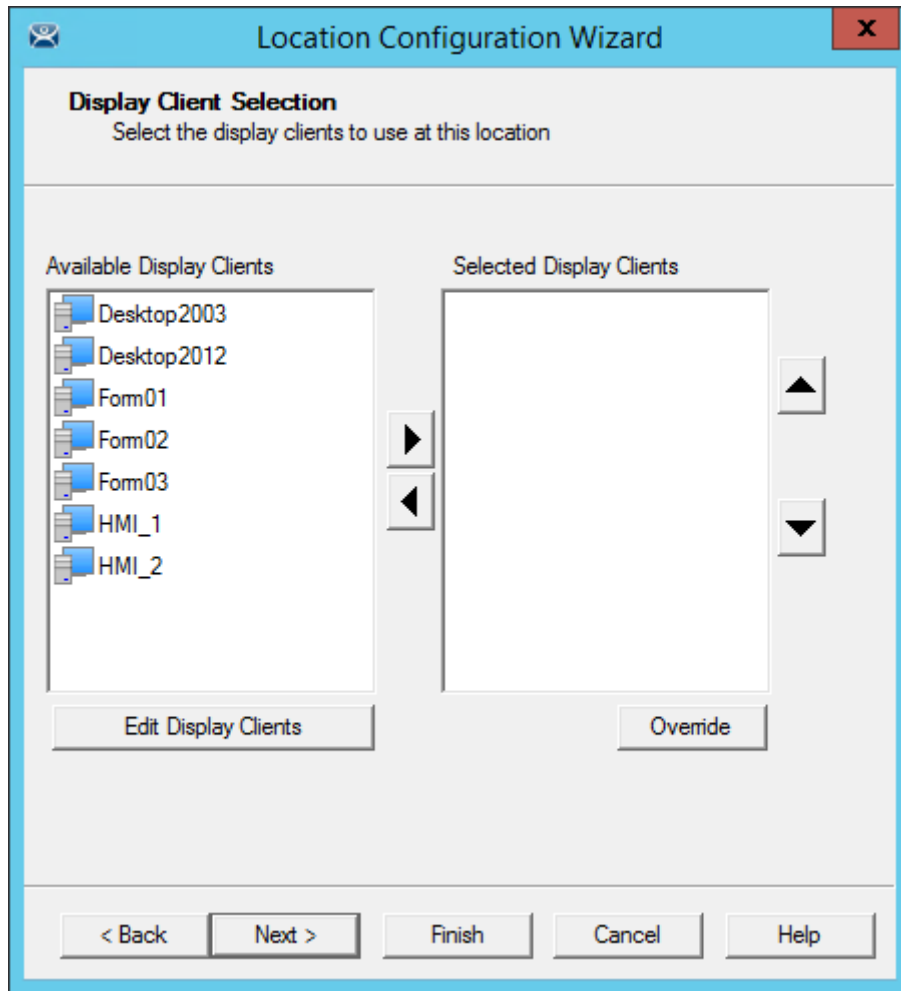 Location Configuration Wizard
x
Display Client Selection
Select the display clients to use at this location
Available Display Clients
Selected Display Clients
Desktop2003
Desktop2012
Form01
Form02
Form03
HMI_1
HMI_2
Edit Display Clients
Override
< Back
Next >
Finish
Cancel
Help